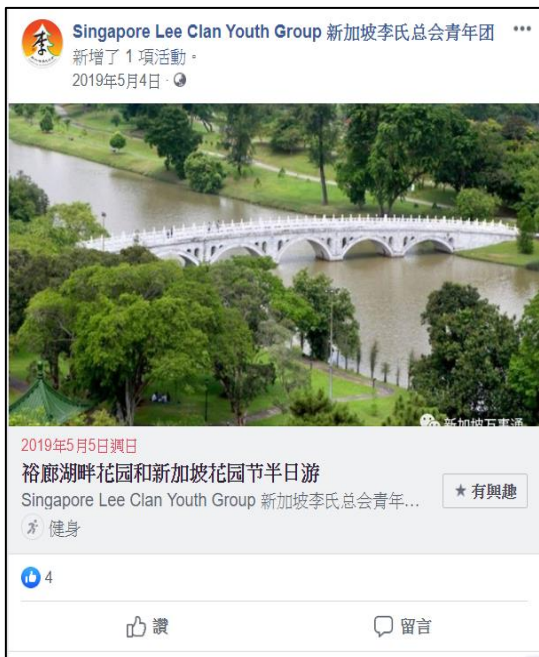 Singapore Lee Clan Youth Group 新加坡李氏总会青年团
新增了 1 項活動。
2019年5月4日 ·
李
新加坡万事通
2019年5月5日週日
裕廊湖畔花园和新加坡花园节半日游
Singapore Lee Clan Youth Group 新加坡李氏总会青年...
★ 有興趣
健身
4
讚
留言